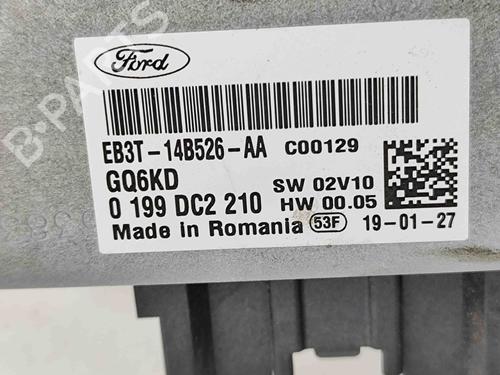 B-PARTS
Ford
EB3T-14B526-AA C00129
GQ6KD SW 02V10
0 199 DC2 210 HW 00.05
Made in Romania 53F 19-01-27